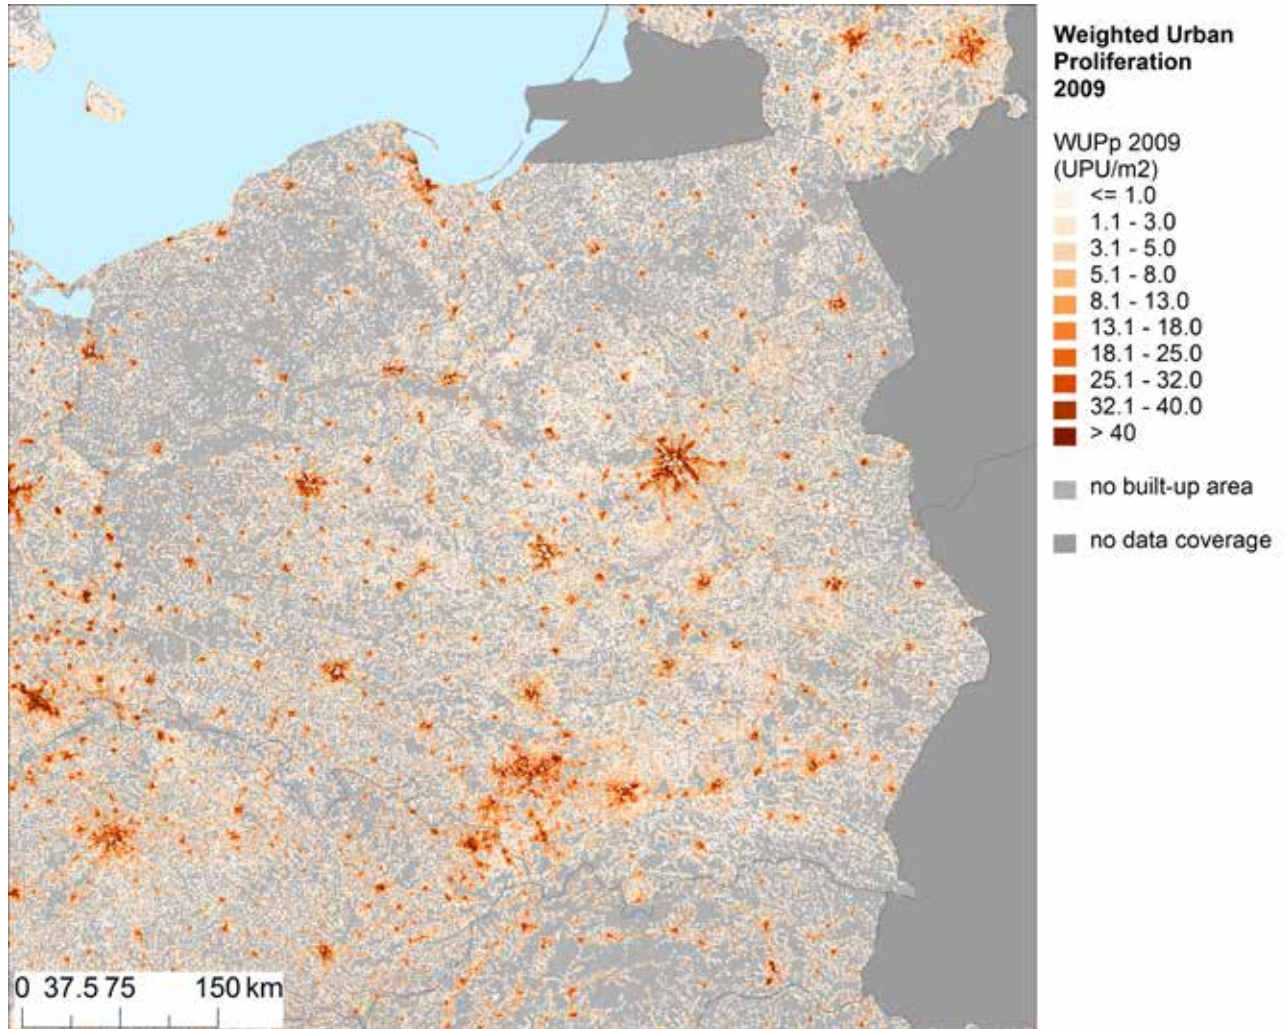 Weighted Urban
Proliferation
2009
WUPp 2009
(UPU/m2)
<= 1.0
1.1 - 3.0
3.1 - 5.0
5.1 - 8.0
8.1 - 13.0
13.1 - 18.0
18.1 - 25.0
25.1 - 32.0
32.1 - 40.0
> 40
no built-up area
no data coverage
0 37.5 75 150 km